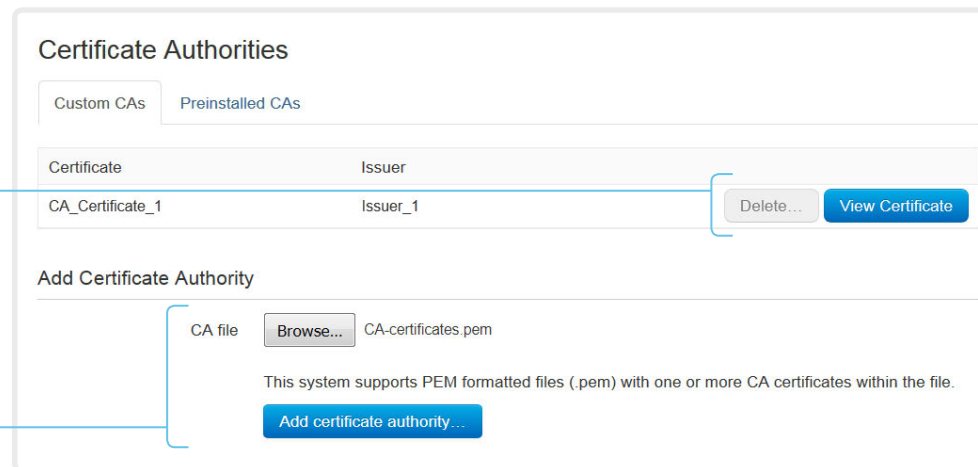 Certificate Authorities
Custom CAs Preinstalled CAs
Certificate Issuer
CA_Certificate_1 Issuer_1 Delete... View Certificate
Add Certificate Authority
CA file Browse... CA-certificates.pem
This system supports PEM formatted files (.pem) with one or more CA certificates within the file.
Add certificate authority...